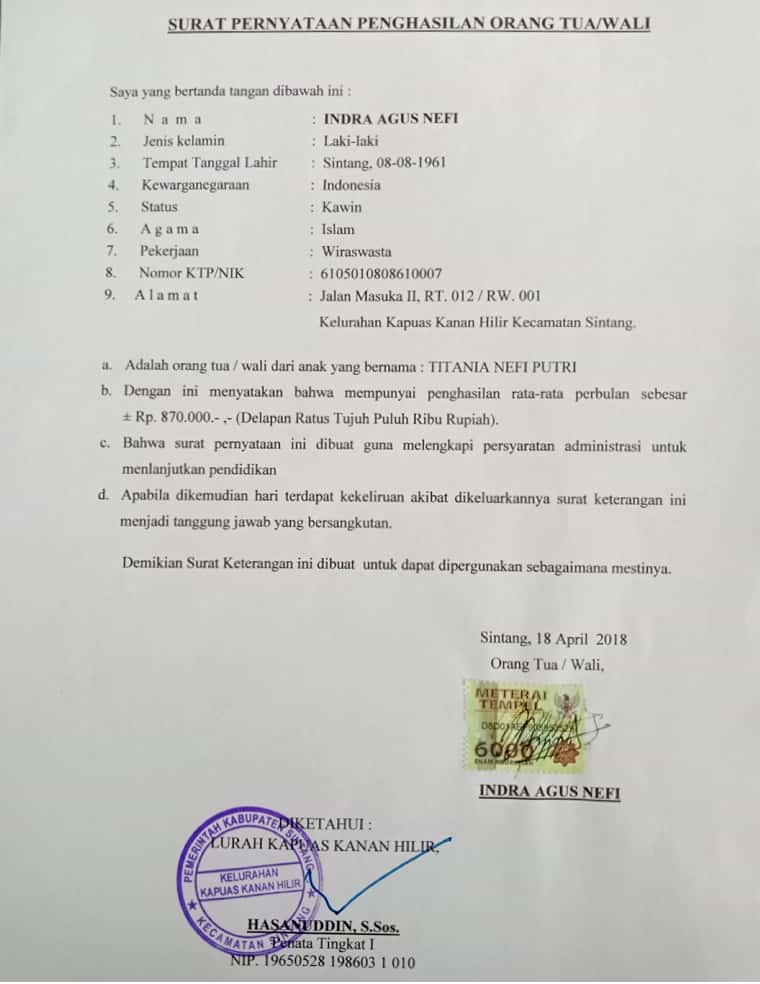 SURAT PERNYATAAN PENGHASILAN ORANG TUA/WALI
Saya yang bertanda tangan dibawah ini :
1. N a m a : INDRA AGUS NEFI
2. Jenis kelamin : Laki-laki
3. Tempat Tanggal Lahir : Sintang, 08-08-1961
4. Kewarganegaraan : Indonesia
5. Status : Kawin
6. A g a m a : Islam
7. Pekerjaan : Wiraswasta
8. Nomor KTP/NIK : 6105010808610007
9. A l a m a t : Jalan Masuka II, RT. 012 / RW. 001
Kelurahan Kapuas Kanan Hilir Kecamatan Sintang.
a. Adalah orang tua / wali dari anak yang bernama : TITANIA NEFI PUTRI
b. Dengan ini menyatakan bahwa mempunyai penghasilan rata-rata perbulan sebesar
± Rp. 870.000.- ,- (Delapan Ratus Tujuh Puluh Ribu Rupiah).
c. Bahwa surat pernyataan ini dibuat guna melengkapi persyaratan administrasi untuk
menlanjutkan pendidikan
d. Apabila dikemudian hari terdapat kekeliruan akibat dikeluarkannya surat keterangan ini
menjadi tanggung jawab yang bersangkutan.
Demikian Surat Keterangan ini dibuat untuk dapat dipergunakan sebagaimana mestinya.
Sintang, 18 April 2018
Orang Tua / Wali,
METERAI
TEMPEL
6000
INDRA AGUS NEFI
DIKETAHUI :
LURAH KAPUAS KANAN HILIR,
PEMERINTAH KABUPATEN SINTANG
KELURAHAN
KAPUAS KANAN HILIR
KECAMATAN SINTANG
HASANUDDIN, S.Sos.
Penata Tingkat I
NIP. 19650528 198603 1 010